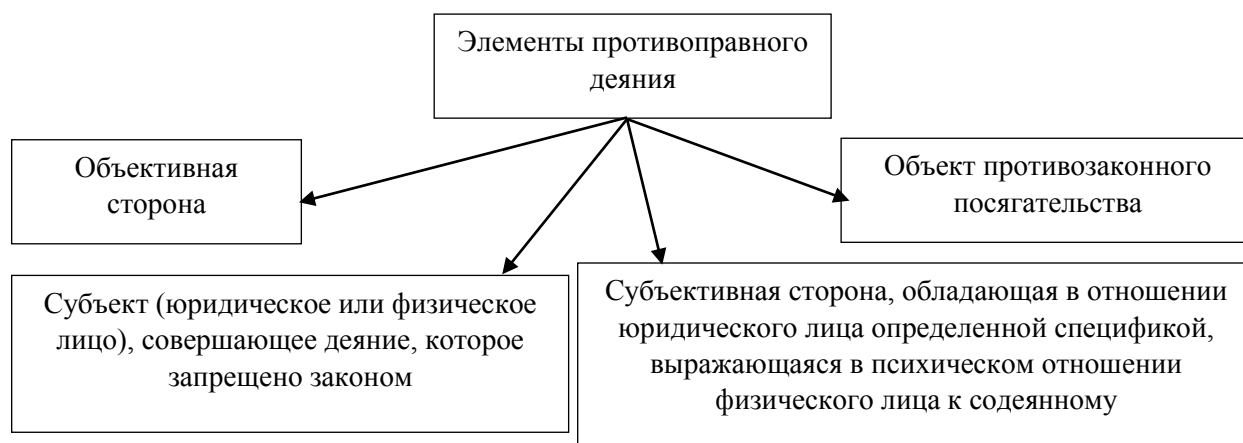 Элементы противоправного
деяния
Объективная
сторона
Объект противозаконного
посягательства
Субъект (юридическое или физическое
лицо), совершающее деяние, которое
запрещено законом
Субъективная сторона, обладающая в отношении
юридического лица определенной спецификой,
выражающаяся в психическом отношении
физического лица к содеянному